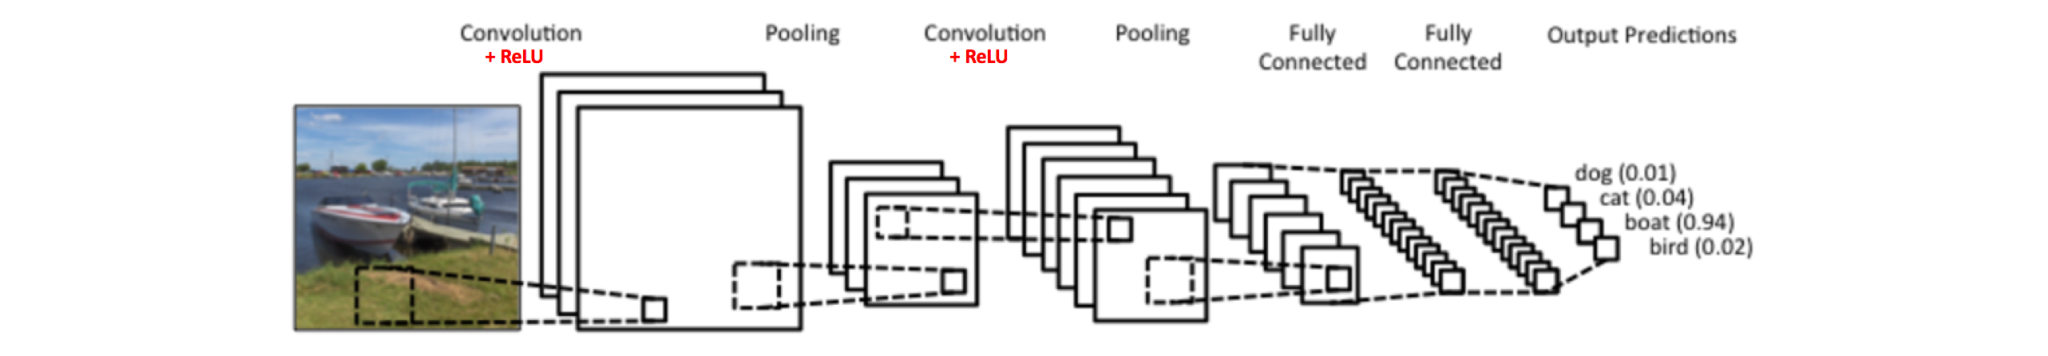 Convolution
+ ReLU
Pooling
Convolution
+ ReLU
Pooling
Fully
Connected
Fully
Connected
Output Predictions
dog (0.01)
cat (0.04)
boat (0.94)
bird (0.02)